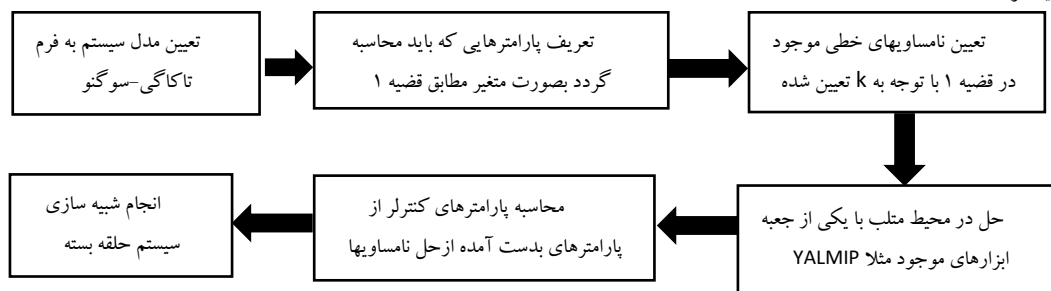 تعیین مدل سیستم به فرم
تاکاگی-سوگنو
تعریف پارامترهایی که باید محاسبه
گردد بصورت متغیر مطابق قضیه ۱
تعیین نامساویهای خطی موجود
در قضیه ۱ با توجه به k تعیین شده
حل در محیط متلب با یکی از جعبه
ابزارهای موجود مثلا YALMIP
محاسبه پارامترهای کنترلر از
پارامترهای بدست آمده ازحل نامساویها
انجام شبیه سازی
سیستم حلقه بسته